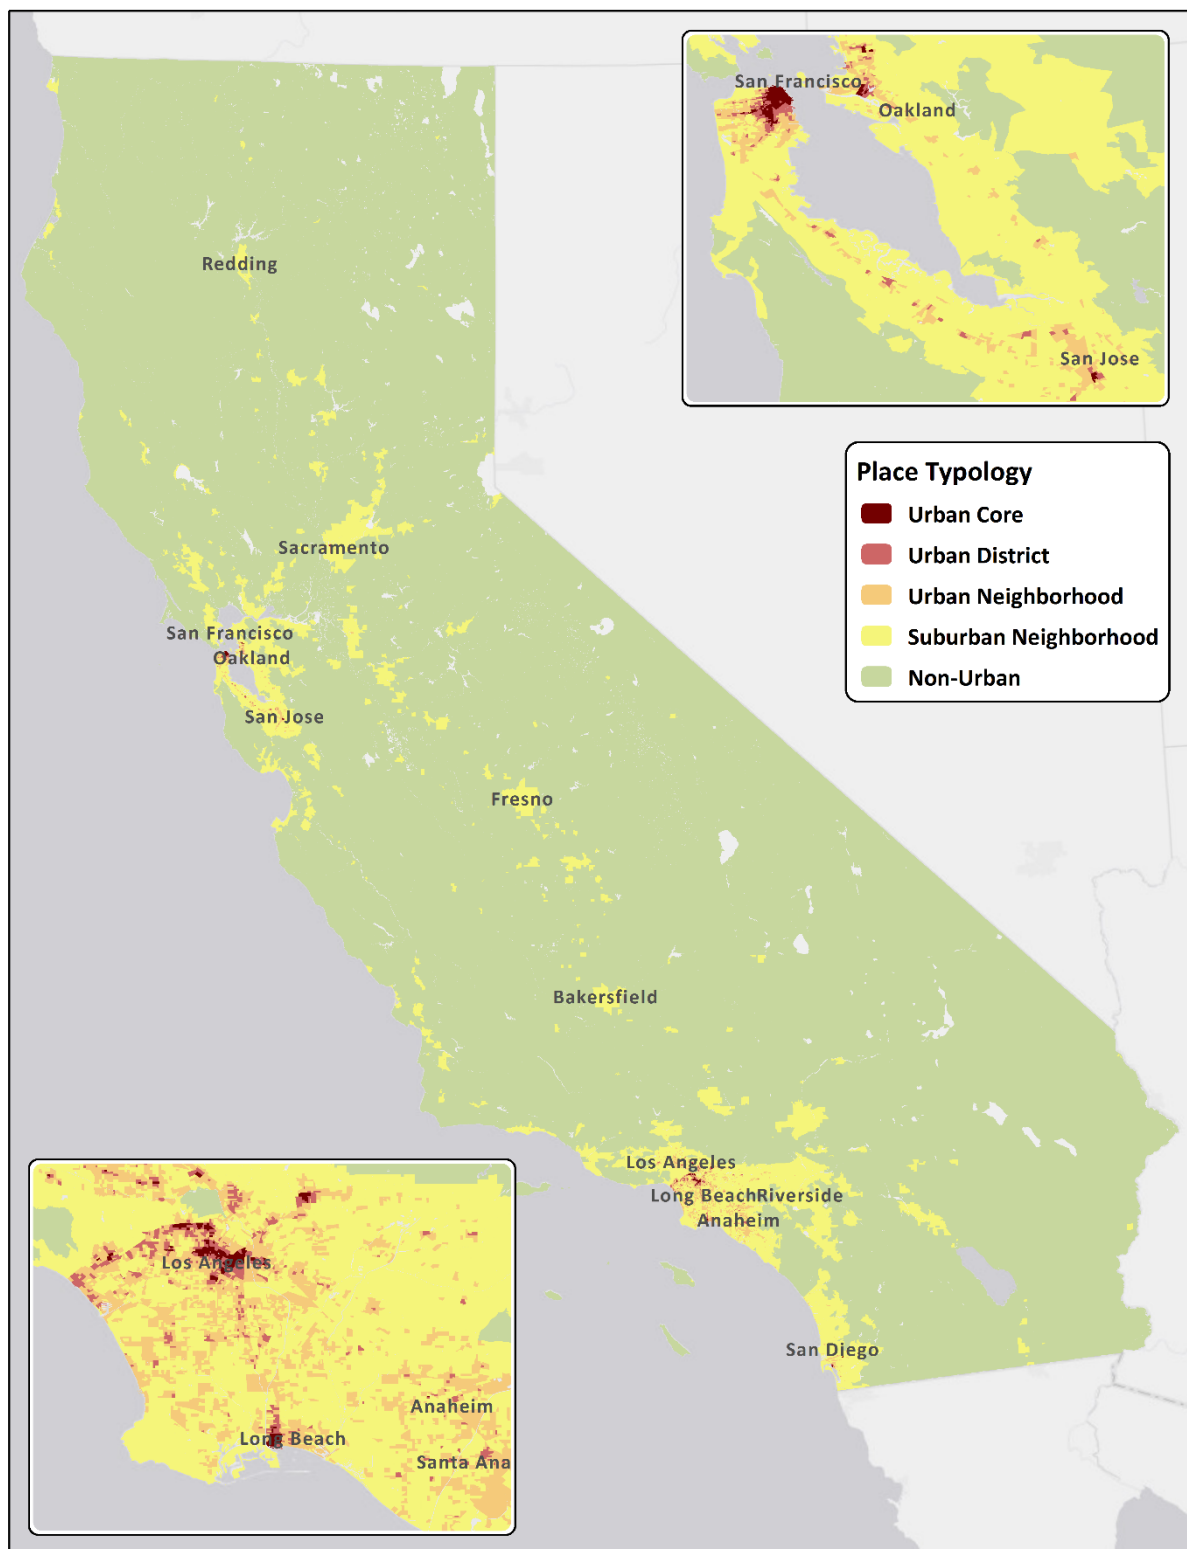 San Francisco
Oakland
San Jose
Redding
Place Typology
Urban Core
Urban District
Urban Neighborhood
Suburban Neighborhood
Non-Urban
Sacramento
San Francisco
Oakland
San Jose
Fresno
Bakersfield
Los Angeles
Long Beach Riverside
Anaheim
San Diego
Los Angeles
Anaheim
Long Beach
Santa Ana